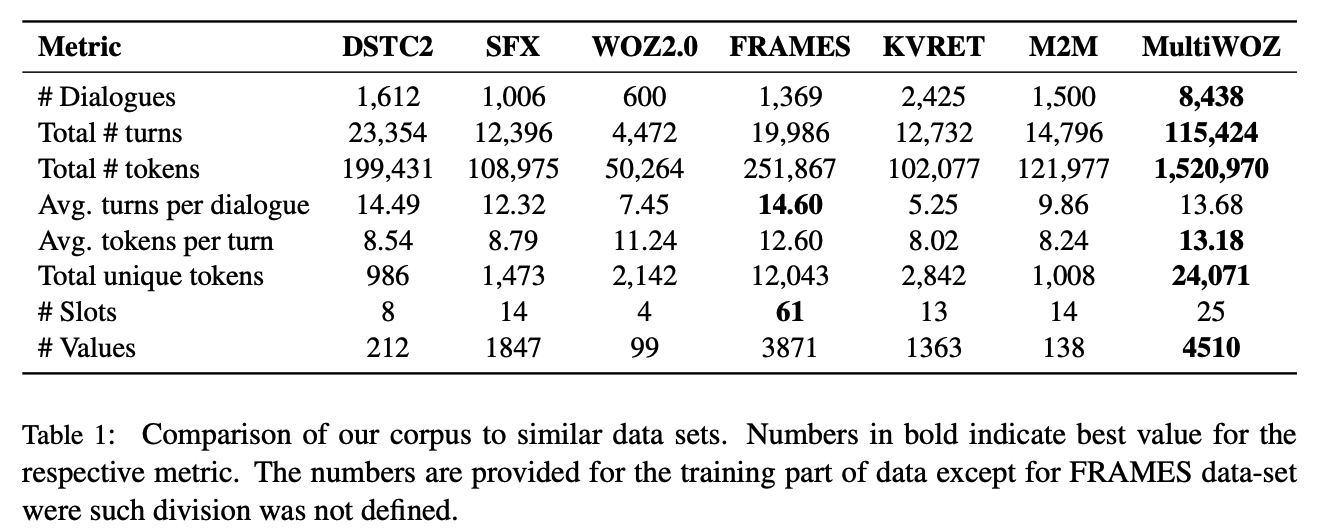 Metric DSTC2 SFX WOZ2.0 FRAMES KVRET M2M MultiWOZ
# Dialogues 1,612 1,006 600 1,369 2,425 1,500 8,438
Total # turns 23,354 12,396 4,472 19,986 12,732 14,796 115,424
Total # tokens 199,431 108,975 50,264 251,867 102,077 121,977 1,520,970
Avg. turns per dialogue 14.49 12.32 7.45 14.60 5.25 9.86 13.68
Avg. tokens per turn 8.54 8.79 11.24 12.60 8.02 8.24 13.18
Total unique tokens 986 1,473 2,142 12,043 2,842 1,008 24,071
# Slots 8 14 4 61 13 14 25
# Values 212 1847 99 3871 1363 138 4510
Table 1: Comparison of our corpus to similar data sets. Numbers in bold indicate best value for the
respective metric. The numbers are provided for the training part of data except for FRAMES data-set
were such division was not defined.